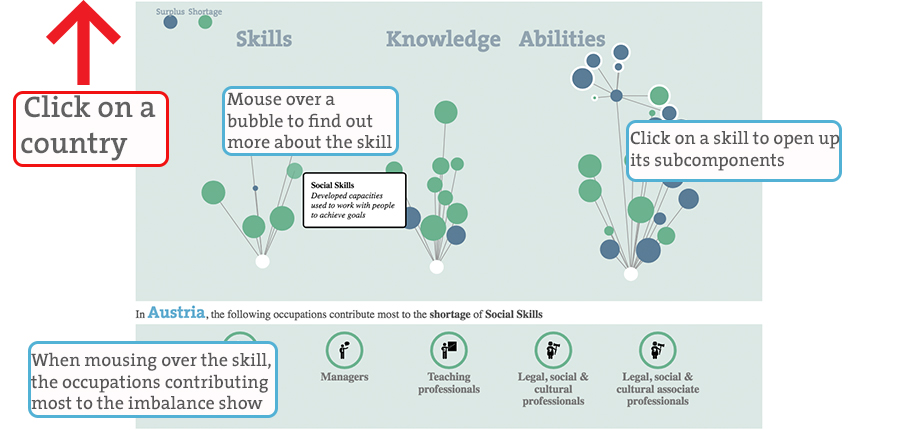 Surplus Shortage
Skills
Knowledge
Abilities
Click on a
country
Mouse over a
bubble to find out
more about the skill
Click on a skill to open up
its subcomponents
Social Skills
Developed capacities
used to work with people
to achieve goals
In Austria, the following occupations contribute most to the shortage of Social Skills
When mousing over the skill,
the occupations contributing
most to the imbalance show
Managers
Teaching
professionals
Legal, social &
cultural
professionals
Legal, social &
cultural associate
professionals